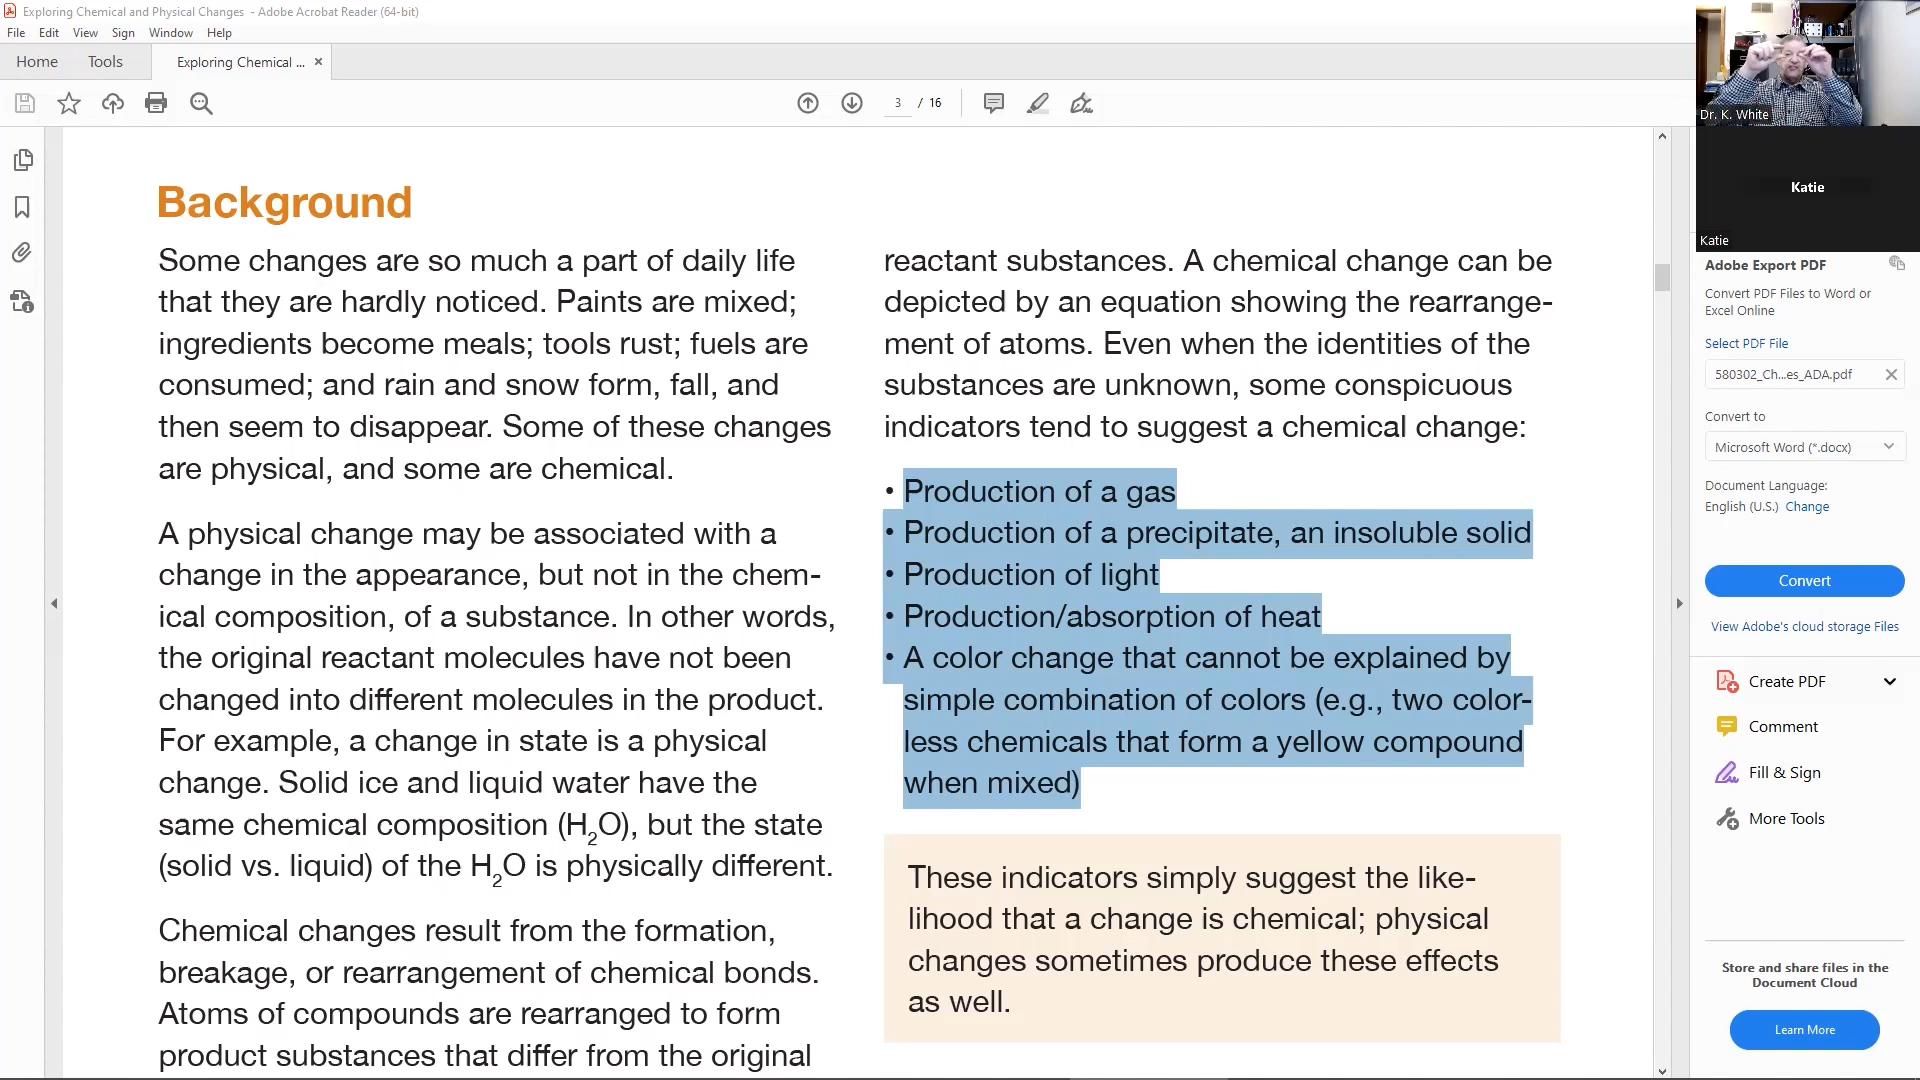 Exploring Chemical and Physical Changes - Adobe Acrobat Reader (64-bit)
File Edit View Sign Window Help
Home Tools Exploring Chemical ... ×
3 / 16
Background
Some changes are so much a part of daily life
that they are hardly noticed. Paints are mixed;
ingredients become meals; tools rust; fuels are
consumed; and rain and snow form, fall, and
then seem to disappear. Some of these changes
are physical, and some are chemical.
A physical change may be associated with a
change in the appearance, but not in the chem-
ical composition, of a substance. In other words,
the original reactant molecules have not been
changed into different molecules in the product.
For example, a change in state is a physical
change. Solid ice and liquid water have the
same chemical composition (H₂O), but the state
(solid vs. liquid) of the H₂O is physically different.
Chemical changes result from the formation,
breakage, or rearrangement of chemical bonds.
Atoms of compounds are rearranged to form
product substances that differ from the original
reactant substances. A chemical change can be
depicted by an equation showing the rearrange-
ment of atoms. Even when the identities of the
substances are unknown, some conspicuous
indicators tend to suggest a chemical change:
• Production of a gas
• Production of a precipitate, an insoluble solid
• Production of light
• Production/absorption of heat
• A color change that cannot be explained by
simple combination of colors (e.g., two color-
less chemicals that form a yellow compound
when mixed)
These indicators simply suggest the like-
lihood that a change is chemical; physical
changes sometimes produce these effects
as well.
Dr. K. White
Katie
Katie
Adobe Export PDF
Convert PDF Files to Word or
Excel Online
Select PDF File
580302_Ch...es_ADA.pdf
Convert to
Microsoft Word (*.docx)
Document Language:
English (U.S.) Change
Convert
View Adobe's cloud storage Files
Create PDF
Comment
Fill & Sign
More Tools
Store and share files in the
Document Cloud
Learn More